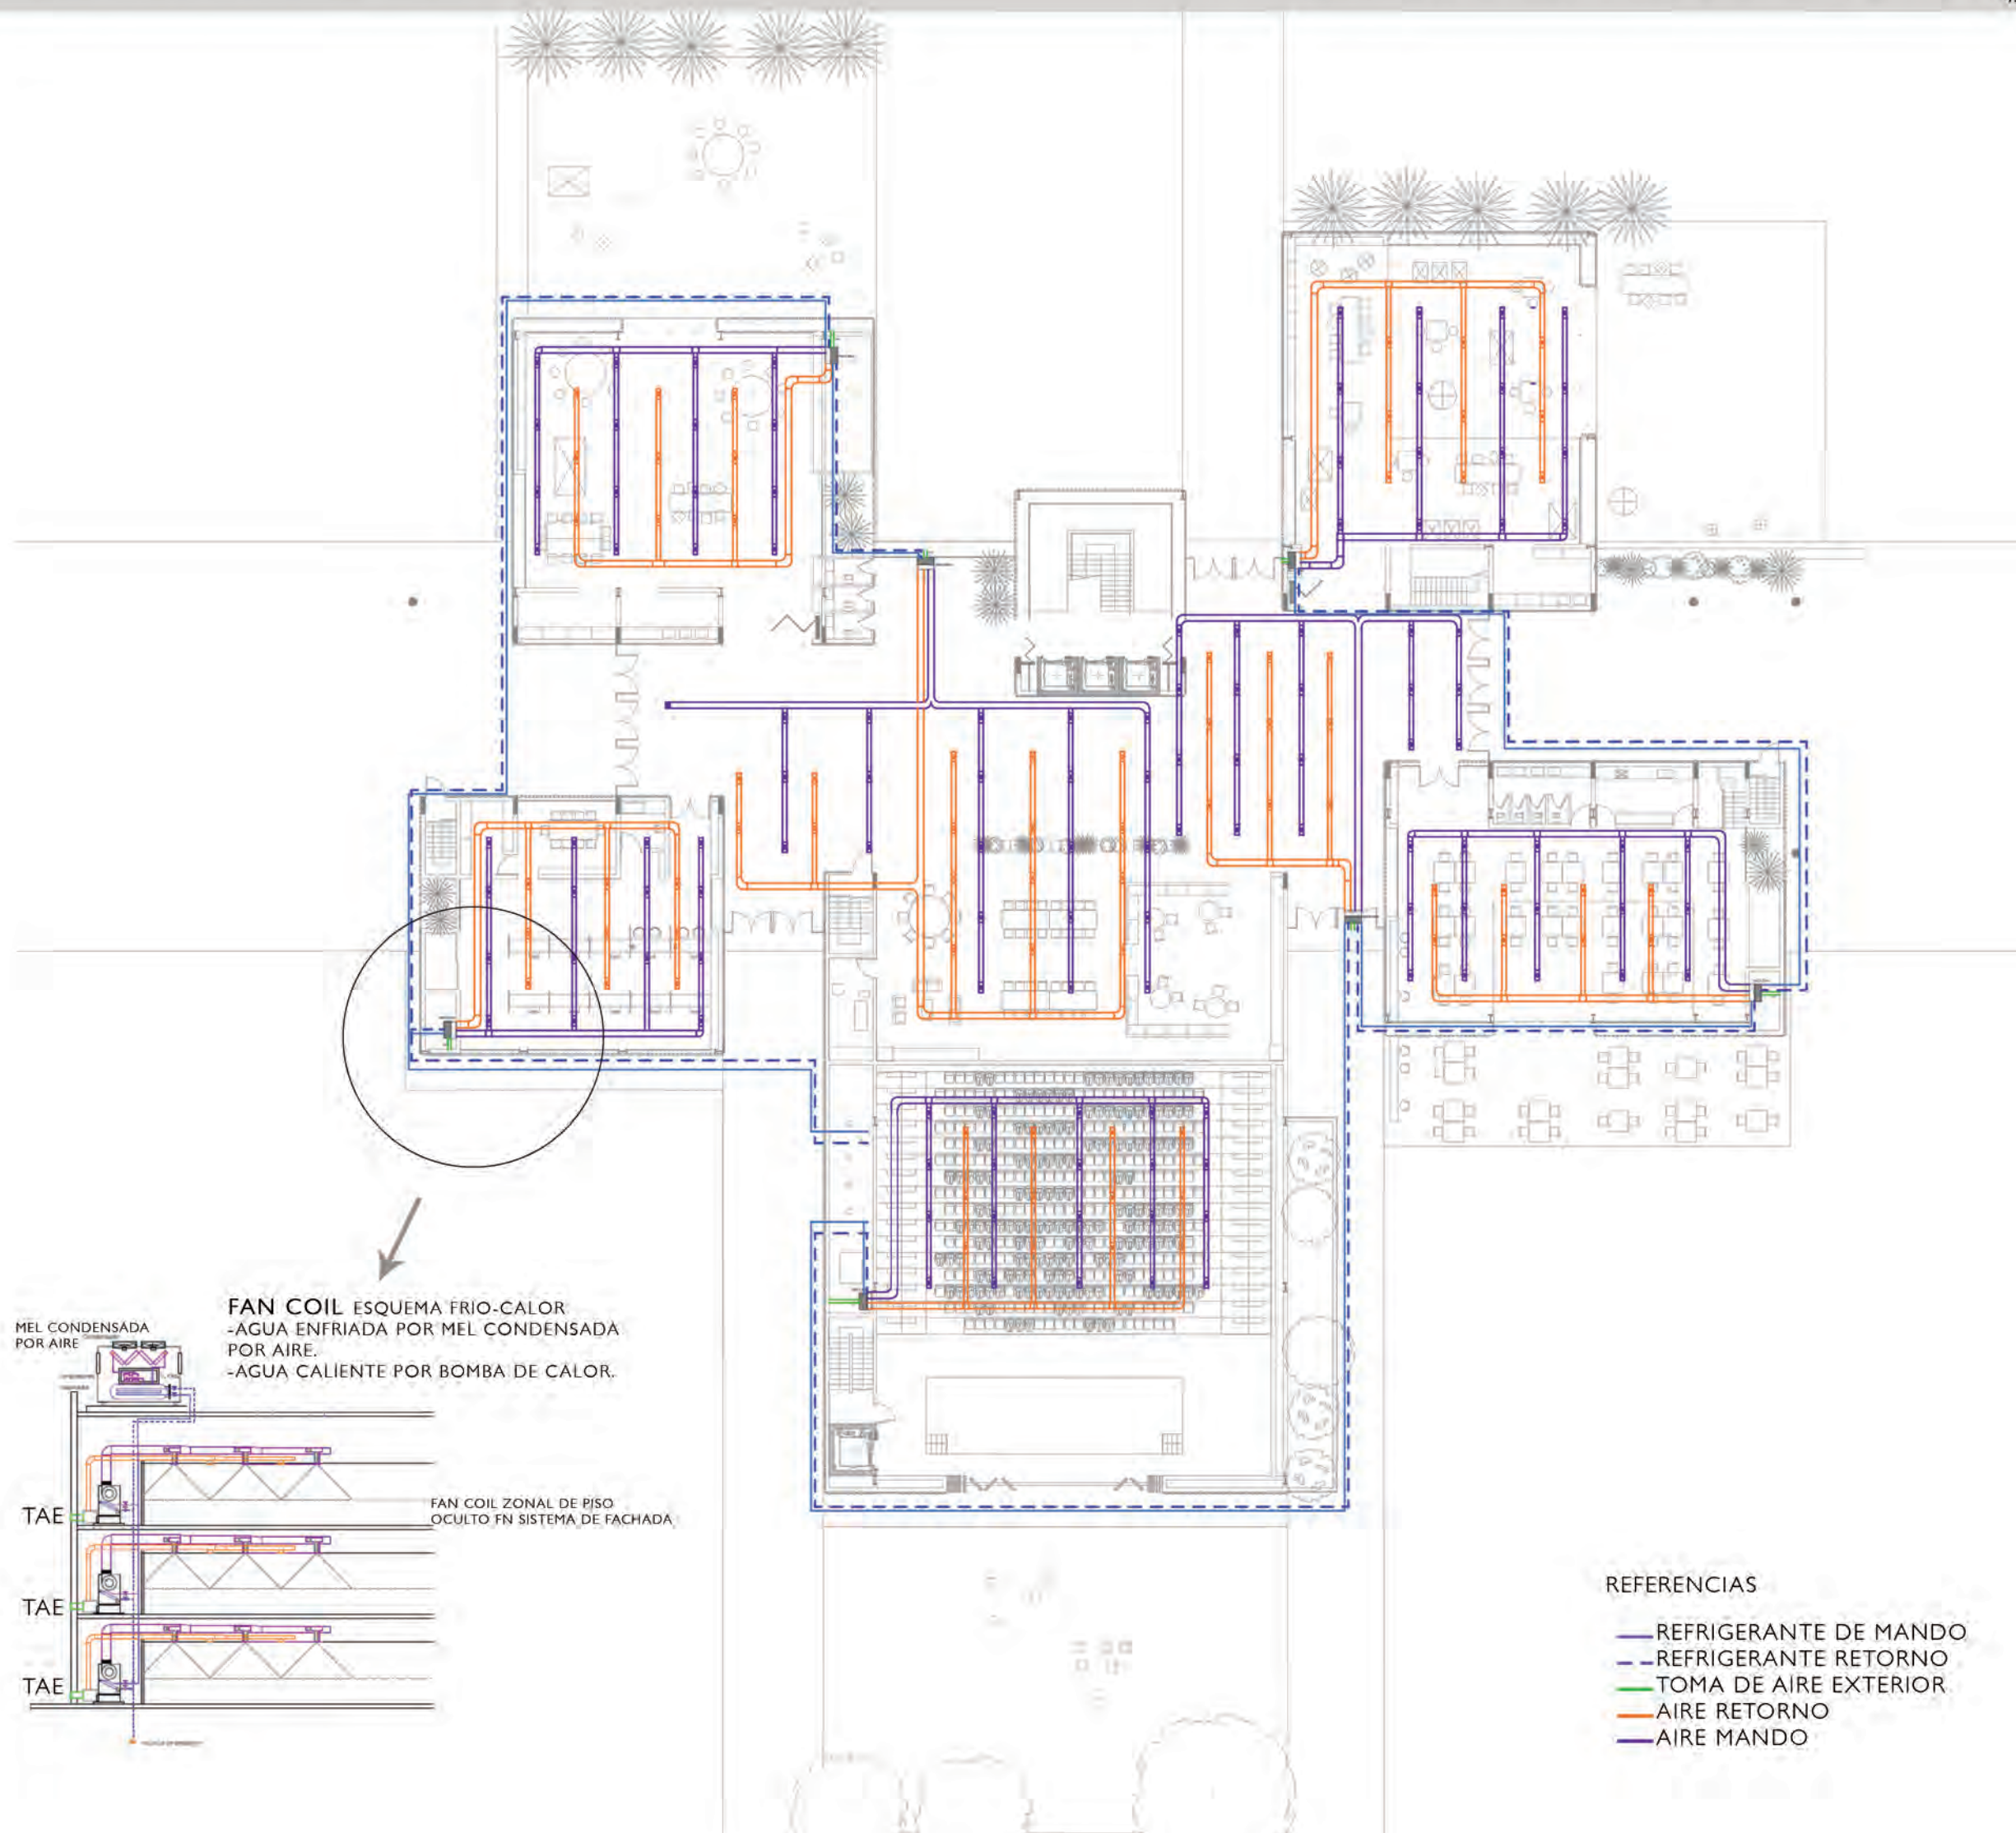 FAN COIL ESQUEMA FRIO-CALOR
-AGUA ENFRIADA POR MEL CONDENSADA
POR AIRE.
-AGUA CALIENTE POR BOMBA DE CALOR.
MEL CONDENSADA
POR AIRE
Condensador
TAE
FAN COIL ZONAL DE PISO
OCULTO FN SISTEMA DE FACHADA
TAE
TAE
REFERENCIAS
REFRIGERANTE DE MANDO
REFRIGERANTE RETORNO
TOMA DE AIRE EXTERIOR
AIRE RETORNO
AIRE MANDO